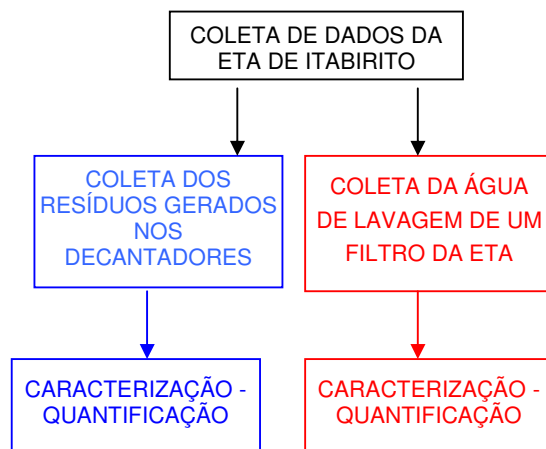 COLETA DE DADOS DA
ETA DE ITABIRITO
COLETA DOS
RESÍDUOS GERADOS
NOS
DECANTADORES
COLETA DA ÁGUA
DE LAVAGEM DE UM
FILTRO DA ETA
CARACTERIZAÇÃO -
QUANTIFICAÇÃO
CARACTERIZAÇÃO -
QUANTIFICAÇÃO